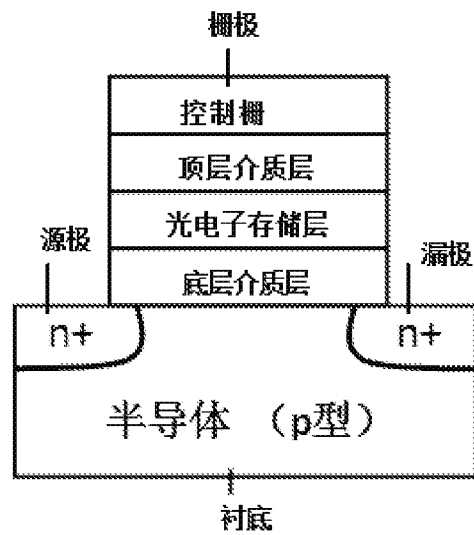 栅极
控制栅
顶层介质层
光电子存储层
源极
漏极
底层介质层
n+
n+
半导体 （p型）
衬底